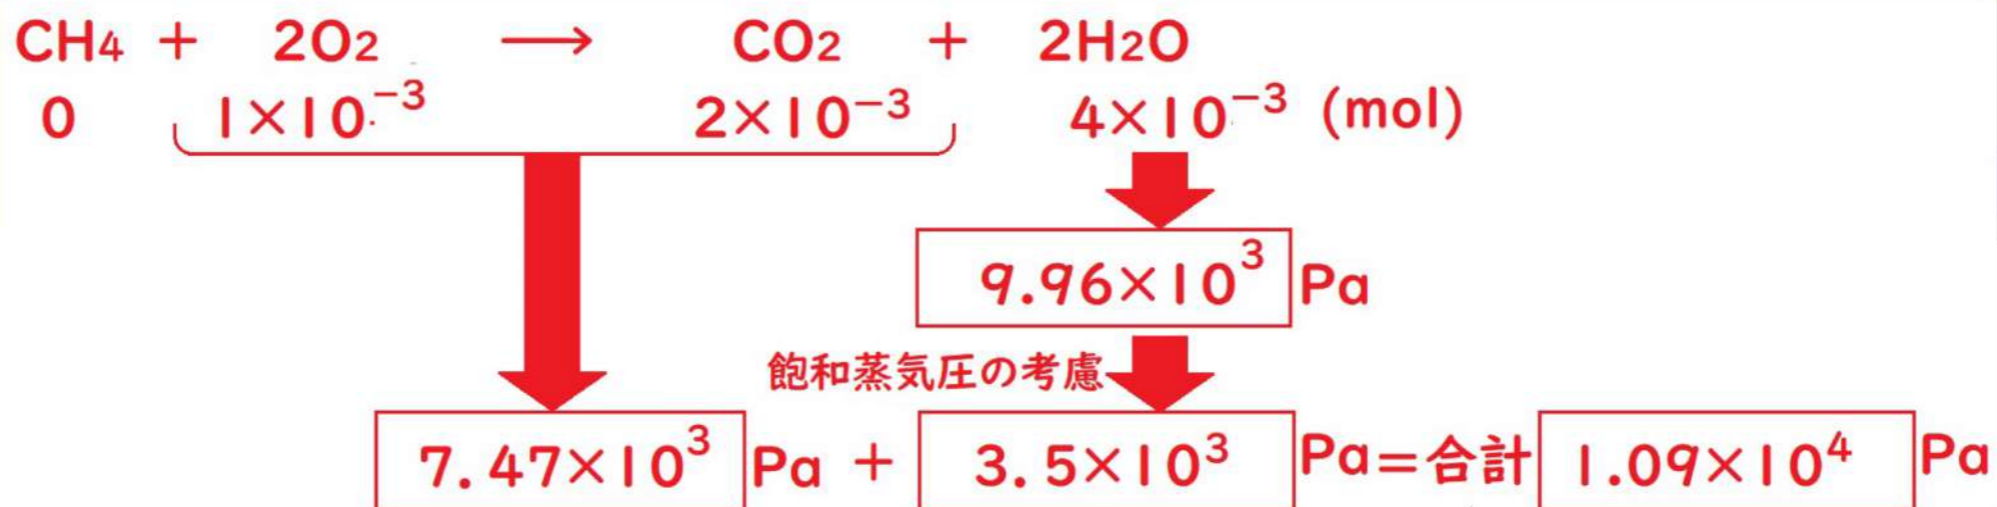 CH4 + 2O2 ⟶ CO2 + 2H2O
0 1×10⁻³ 2×10⁻³ 4×10⁻³ (mol)
9.96×10³ Pa
飽和蒸気圧の考慮
7.47×10³ Pa + 3.5×10³ Pa=合計 1.09×10⁴ Pa